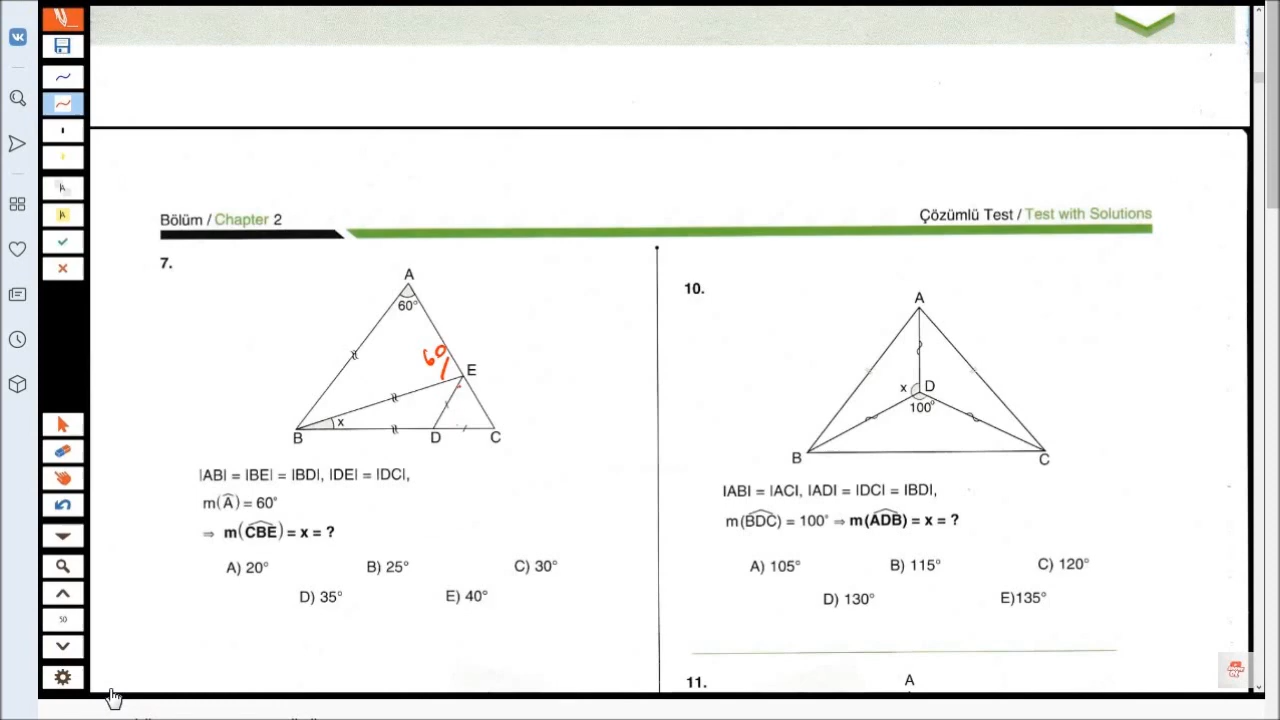 Bölüm / Chapter 2
Çözümlü Test / Test with Solutions
7.
A
60°
60
E
x
B
D
C
|AB| = |BE| = |BD|, |DE| = |DC|,
m(A) = 60°
⇒ m(CBE) = x = ?
A) 20°
B) 25°
C) 30°
D) 35°
E) 40°
10.
A
x
D
100°
B
C
|AB| = |AC|, |AD| = |DC| = |BD|,
m(BDC) = 100° ⇒ m(ADB) = x = ?
A) 105°
B) 115°
C) 120°
D) 130°
E)135°
11.
A
50